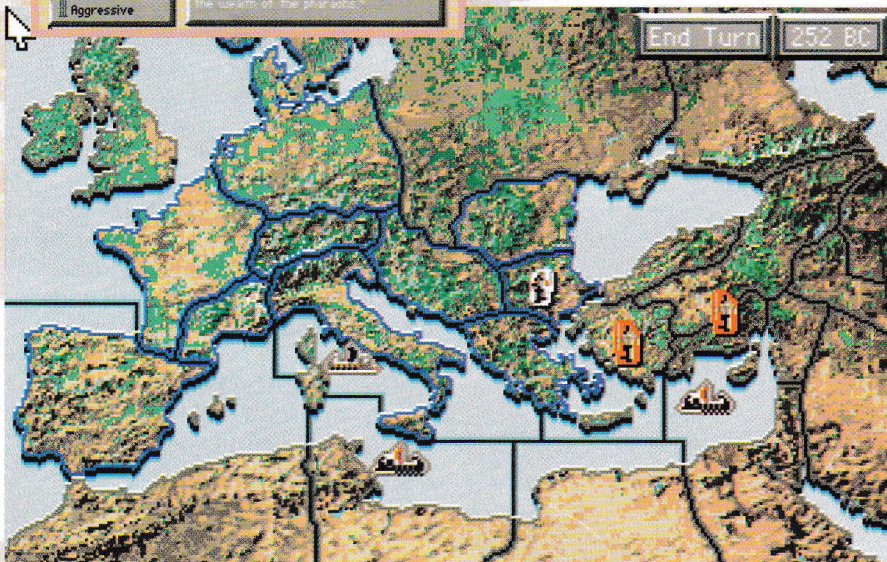 the wealth of the pharaohs."
Aggressive
End Turn
252 BC